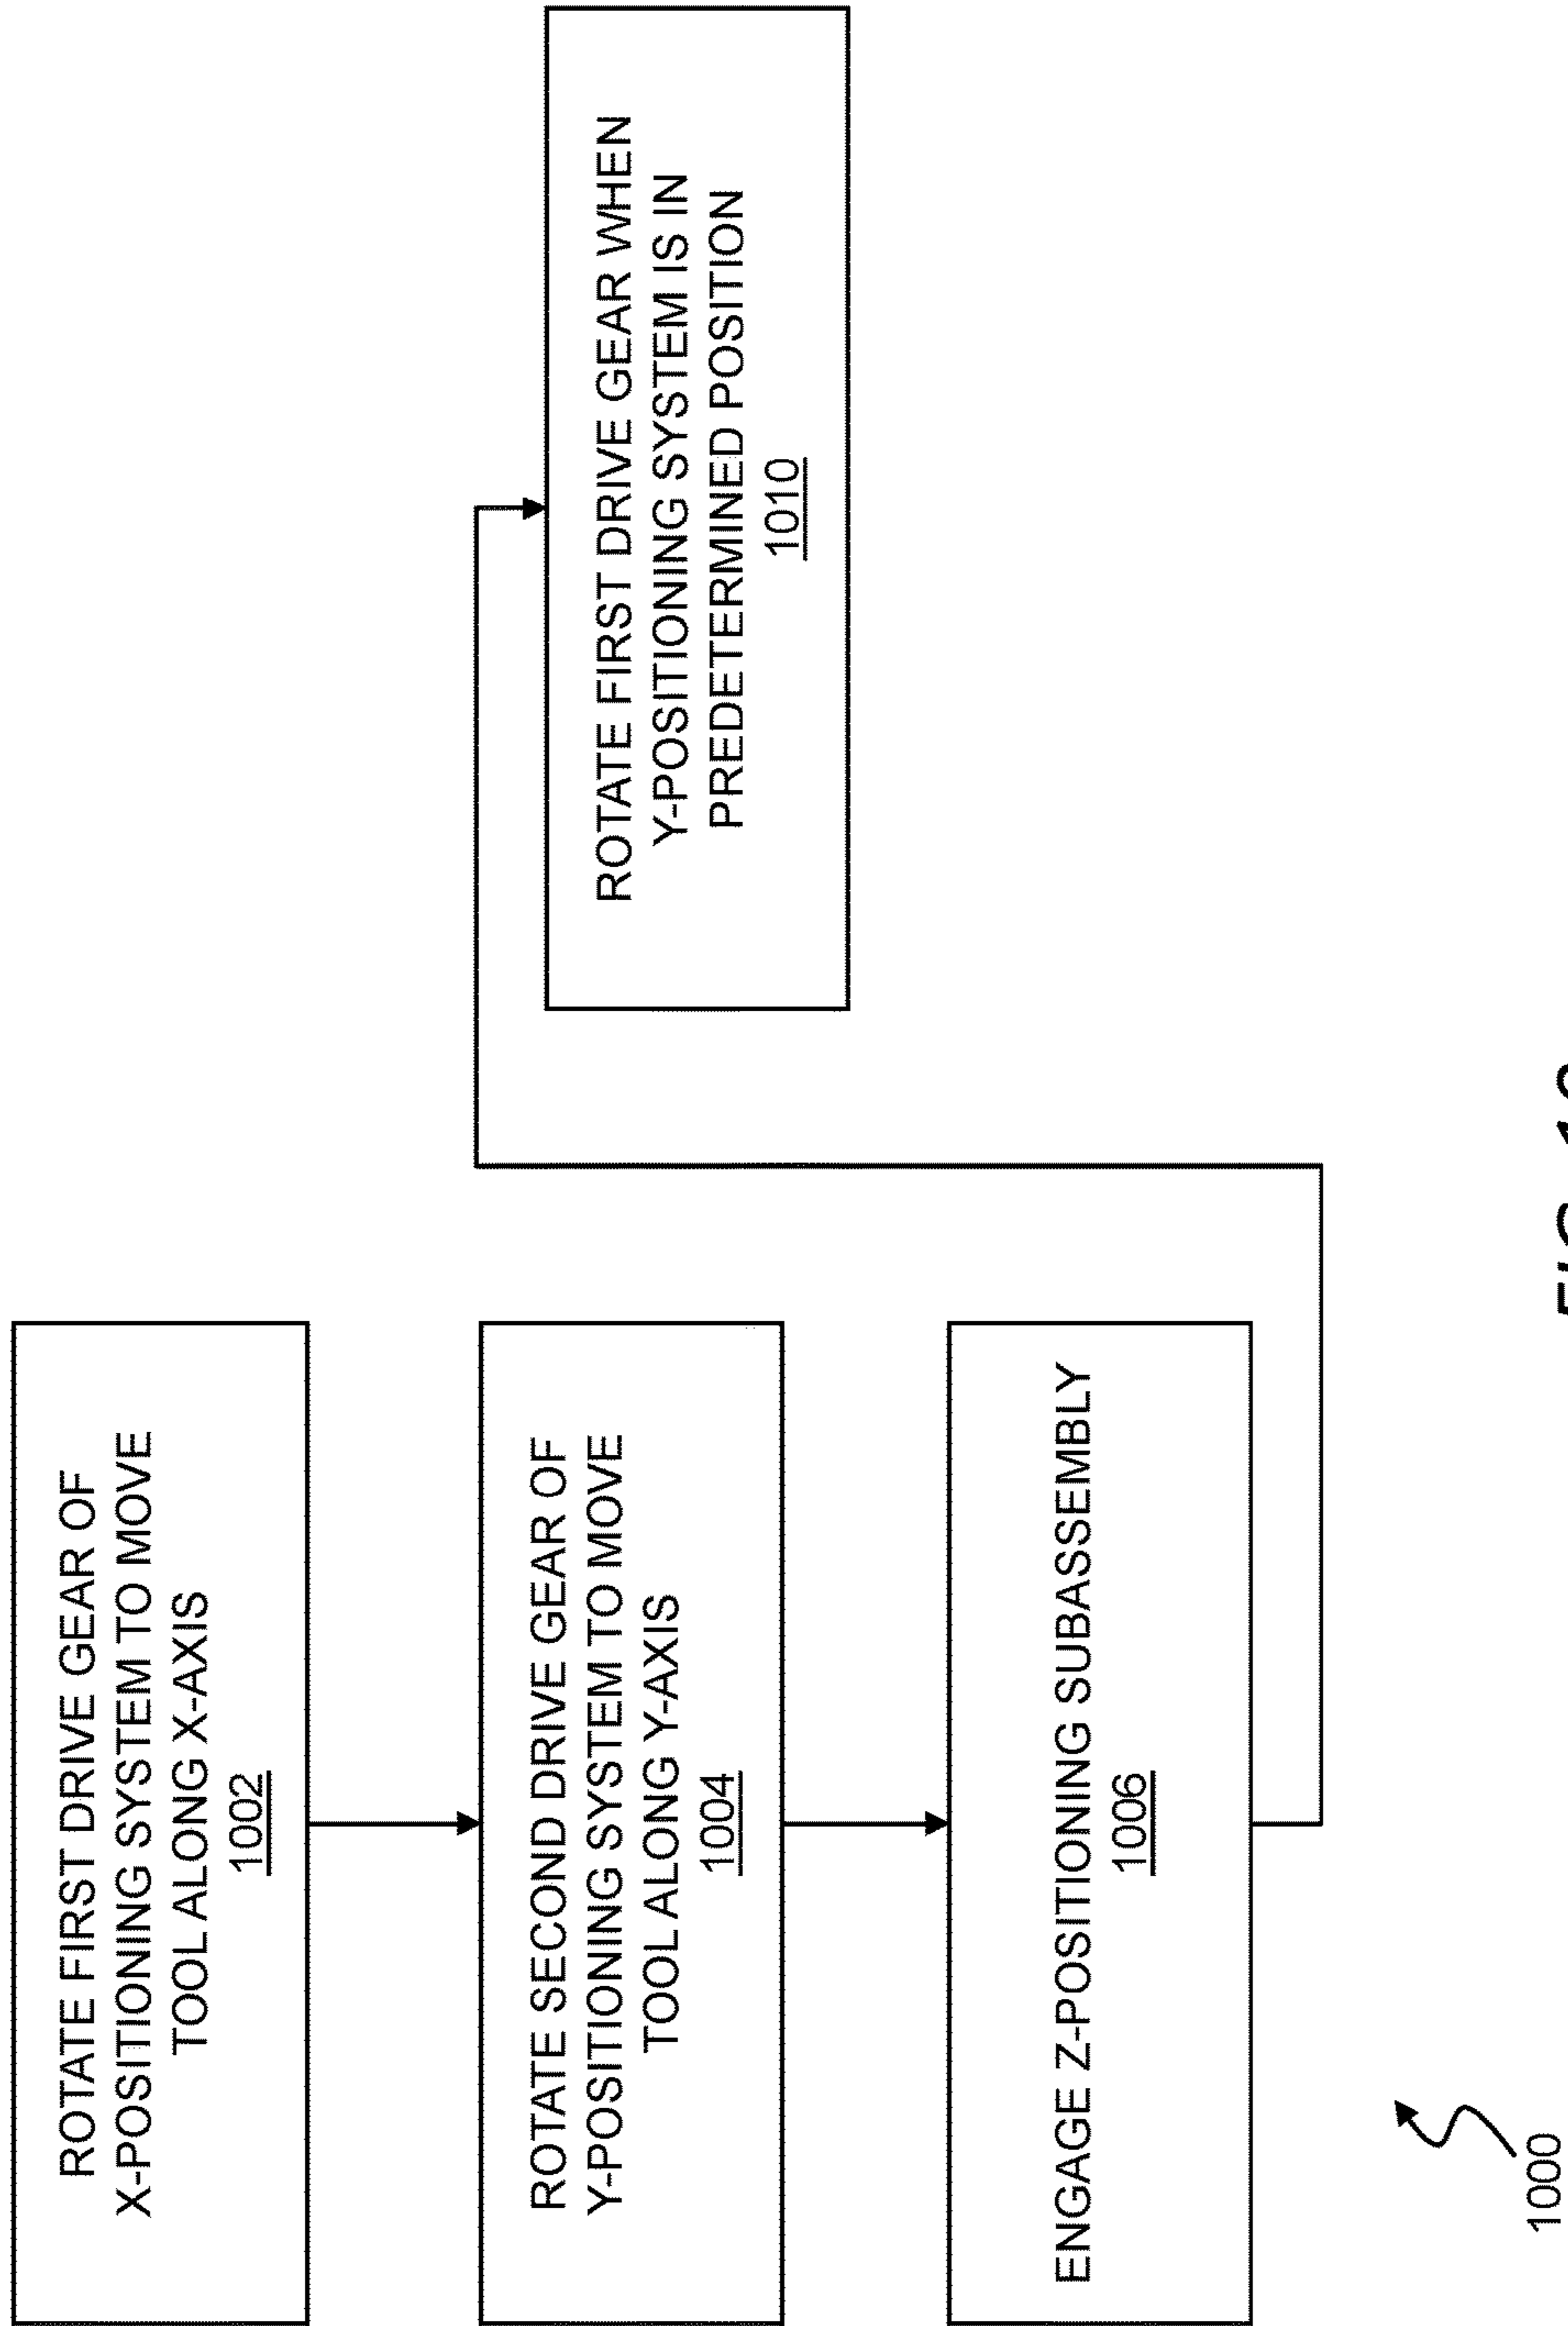 ROTATE FIRST DRIVE GEAR OF
X-POSITIONING SYSTEM TO MOVE
TOOL ALONG X-AXIS
1002
ROTATE SECOND DRIVE GEAR OF
Y-POSITIONING SYSTEM TO MOVE
TOOL ALONG Y-AXIS
1004
ENGAGE Z-POSITIONING SUBASSEMBLY
1006
ROTATE FIRST DRIVE GEAR WHEN
Y-POSITIONING SYSTEM IS IN
PREDETERMINED POSITION
1010
1000